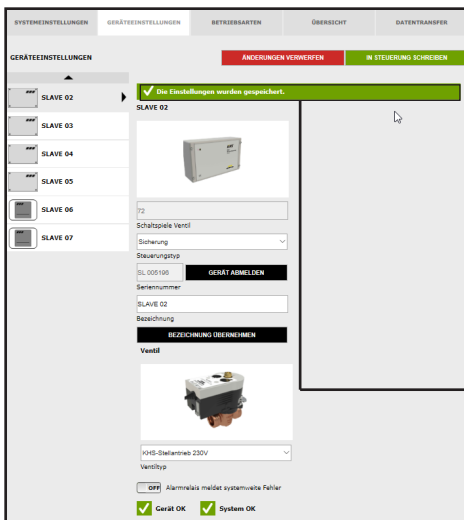 SYSTEMEINSTELLUNGEN GERÄTEEINSTELLUNGEN BETRIEBSARTEN ÜBERSICHT DATENTRANSFER
GERÄTEEINSTELLUNGEN ÄNDERUNGEN VERWERFEN IN STEUERUNG SCHREIBEN
Die Einstellungen wurden gespeichert.
SLAVE 02
SLAVE 03
SLAVE 04
SLAVE 05
SLAVE 06
SLAVE 07
SLAVE 02
72
Schaltspiele Ventil
Sicherung
Steuerungstyp
SL 005196 GERÄT ABMELDEN
Seriennummer
SLAVE 02
Bezeichnung
BEZEICHNUNG ÜBERNEHMEN
Ventil
KHS-Stellantrieb 230V
Ventiltyp
OFF Alarmrelais meldet systemweite Fehler
Gerät OK System OK